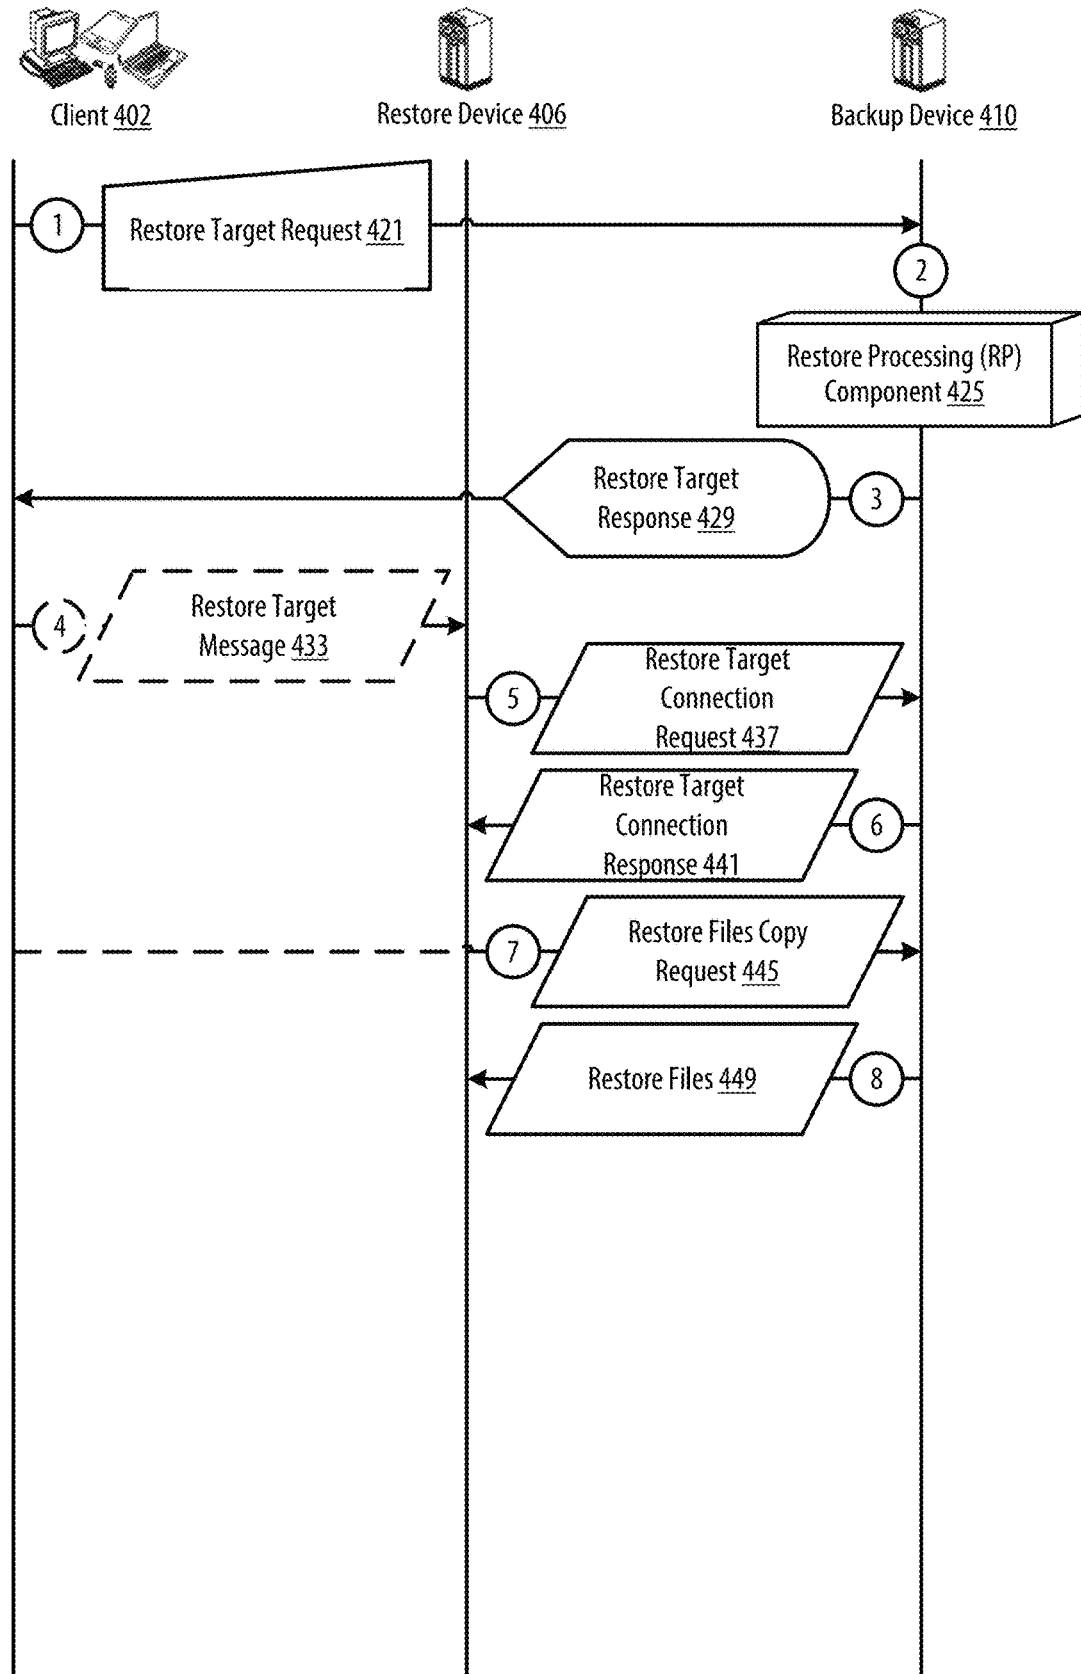 Client 402
Restore Device 406
Backup Device 410
1
Restore Target Request 421
2
Restore Processing (RP)
Component 425
Restore Target
Response 429
3
4
Restore Target
Message 433
5
Restore Target
Connection
Request 437
Restore Target
Connection
Response 441
6
7
Restore Files Copy
Request 445
Restore Files 449
8